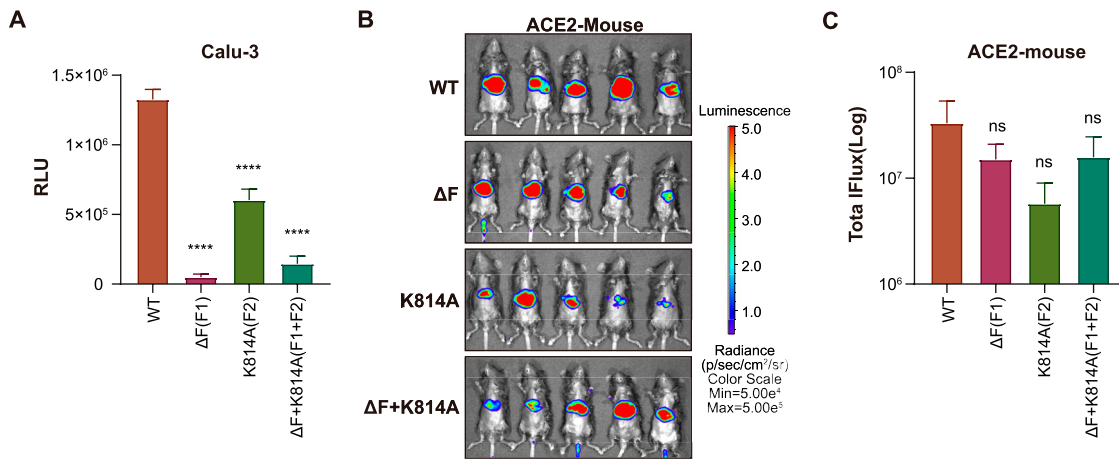 A
Calu-3
RLU
1.5×10⁶
1×10⁶
5×10⁵
0
****
****
****
WT
ΔF(F1)
K814A(F2)
ΔF+K814A(F1+F2)
B
ACE2-Mouse
WT
ΔF
K814A
ΔF+K814A
Luminescence
5.0
4.0
3.0
2.0
1.0
Radiance
(p/sec/cm²/sr)
Color Scale
Min=5.00e⁴
Max=5.00e⁵
C
ACE2-mouse
Tota lFlux(Log)
10⁸
10⁷
10⁶
ns
ns
ns
WT
ΔF(F1)
K814A(F2)
ΔF+K814A(F1+F2)